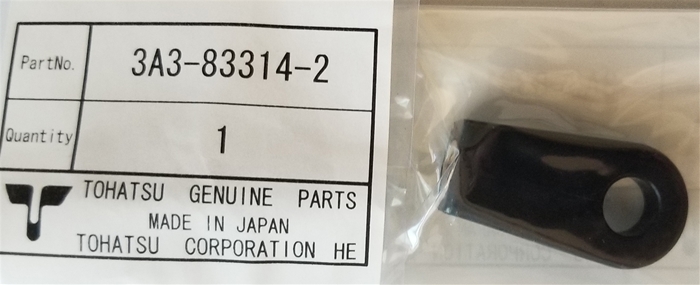 PartNo. 3A3-83314-2
Quantity 1
TOHATSU GENUINE PARTS
MADE IN JAPAN
TOHATSU CORPORATION HE